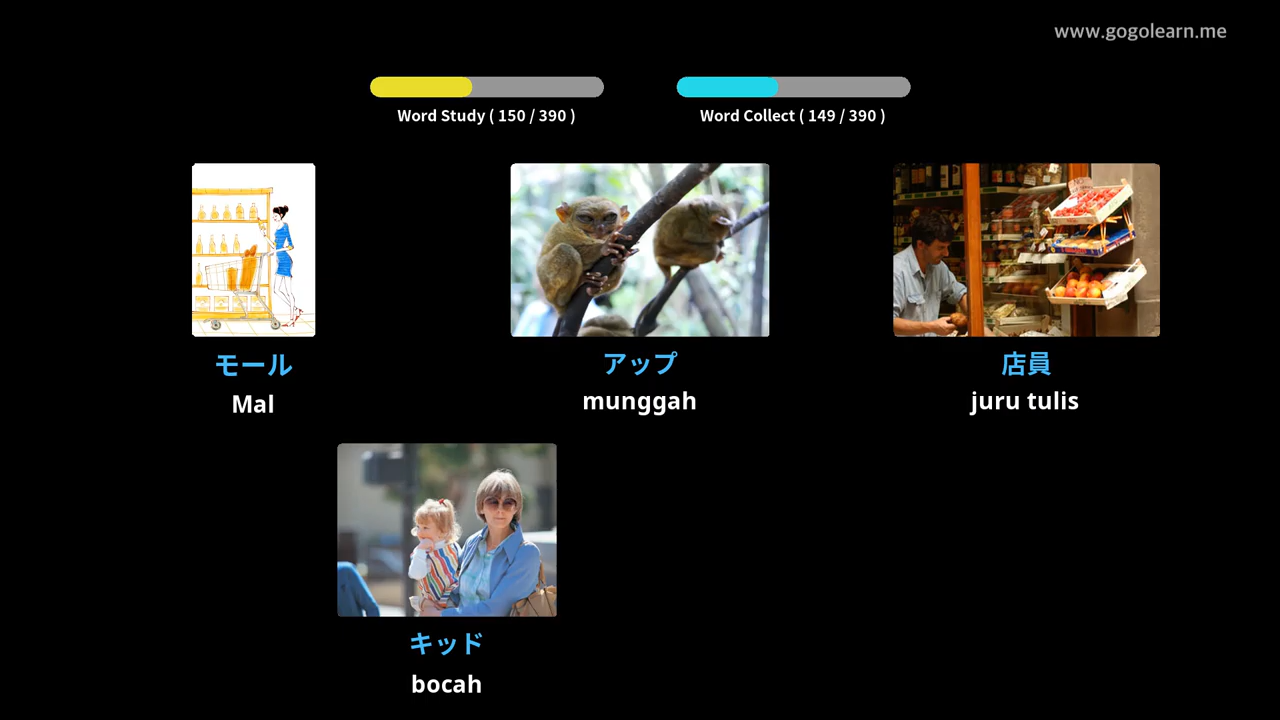 www.gogolearn.me
Word Study ( 150 / 390 )
Word Collect ( 149 / 390 )
モール
Mal
アップ
munggah
店員
juru tulis
キッド
bocah